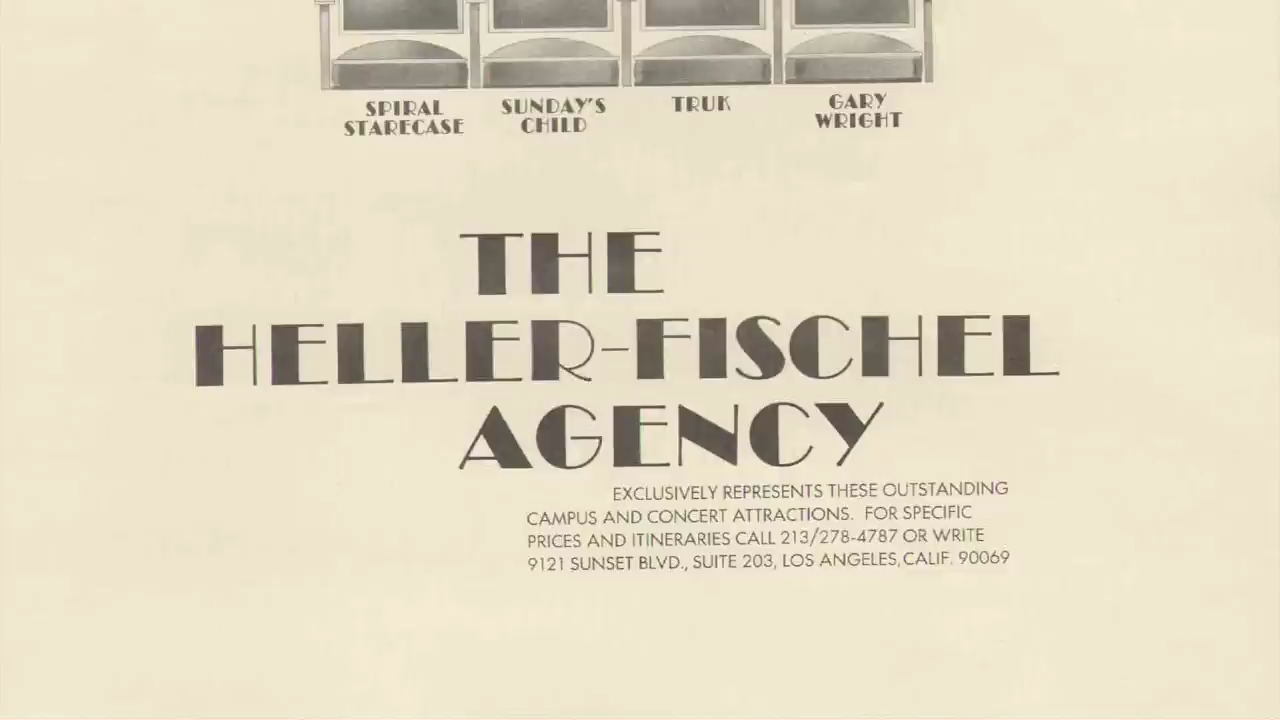 SPIRAL STARECASE
SUNDAY'S CHILD
TRUK
GARY WRIGHT
THE
HELLER-FISCHEL
AGENCY
EXCLUSIVELY REPRESENTS THESE OUTSTANDING
CAMPUS AND CONCERT ATTRACTIONS. FOR SPECIFIC
PRICES AND ITINERARIES CALL 213/278-4787 OR WRITE
9121 SUNSET BLVD., SUITE 203, LOS ANGELES, CALIF. 90069